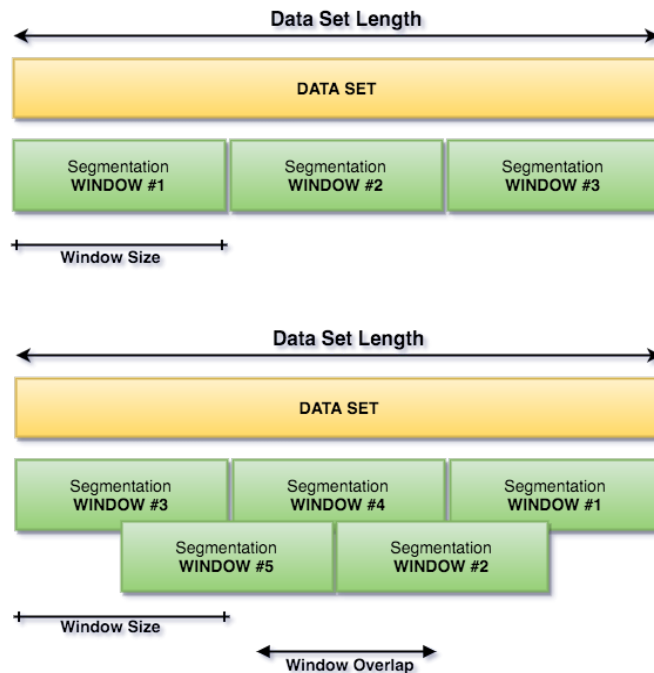 Data Set Length
DATA SET
Segmentation
WINDOW #1
Segmentation
WINDOW #2
Segmentation
WINDOW #3
Window Size
Data Set Length
DATA SET
Segmentation
WINDOW #3
Segmentation
WINDOW #4
Segmentation
WINDOW #1
Segmentation
WINDOW #5
Segmentation
WINDOW #2
Window Size
Window Overlap